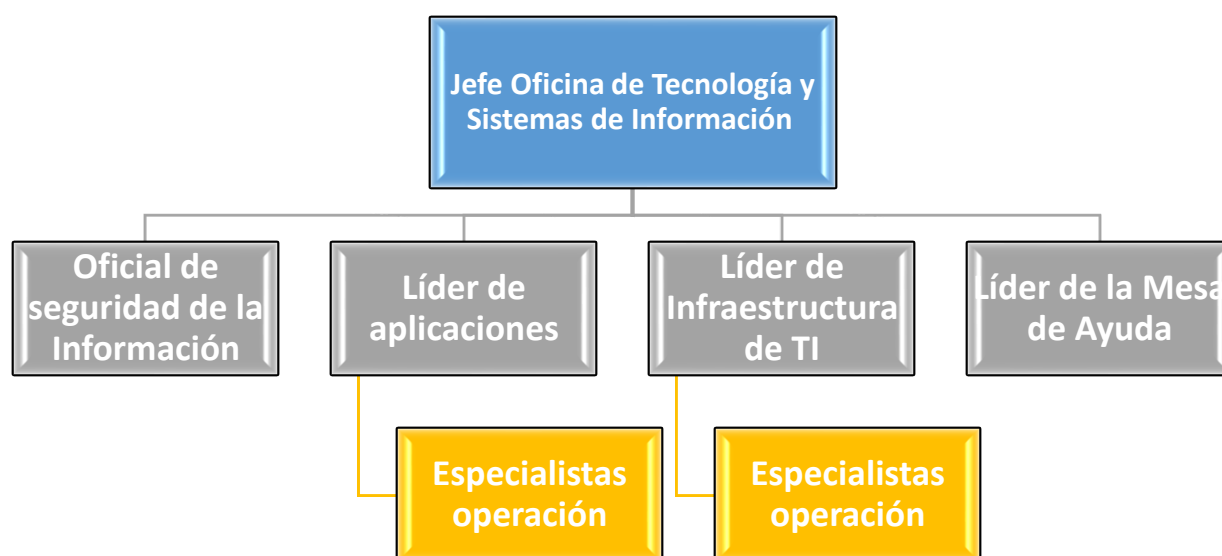 Jefe Oficina de Tecnología y
Sistemas de Información
Oficial de
seguridad de la
Información
Líder de
aplicaciones
Líder de
Infraestructura
de TI
Líder de la Mesa
de Ayuda
Especialistas
operación
Especialistas
operación